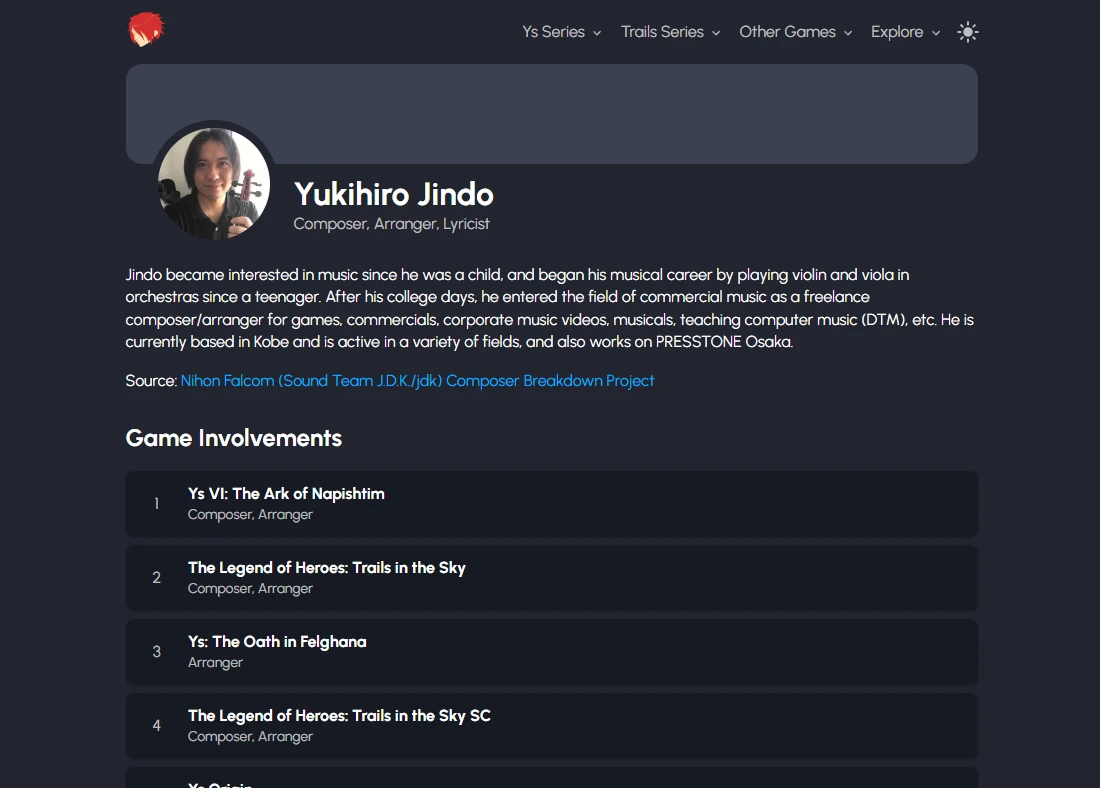 Ys Series Trails Series Other Games Explore
Yukihiro Jindo
Composer, Arranger, Lyricist
Jindo became interested in music since he was a child, and began his musical career by playing violin and viola in
orchestras since a teenager. After his college days, he entered the field of commercial music as a freelance
composer/arranger for games, commercials, corporate music videos, musicals, teaching computer music (DTM), etc. He is
currently based in Kobe and is active in a variety of fields, and also works on PRESSTONE Osaka.
Source: Nihon Falcom (Sound Team J.D.K./jdk) Composer Breakdown Project
Game Involvements
1
Ys VI: The Ark of Napishtim
Composer, Arranger
2
The Legend of Heroes: Trails in the Sky
Composer, Arranger
3
Ys: The Oath in Felghana
Arranger
4
The Legend of Heroes: Trails in the Sky SC
Composer, Arranger
Ys Origin